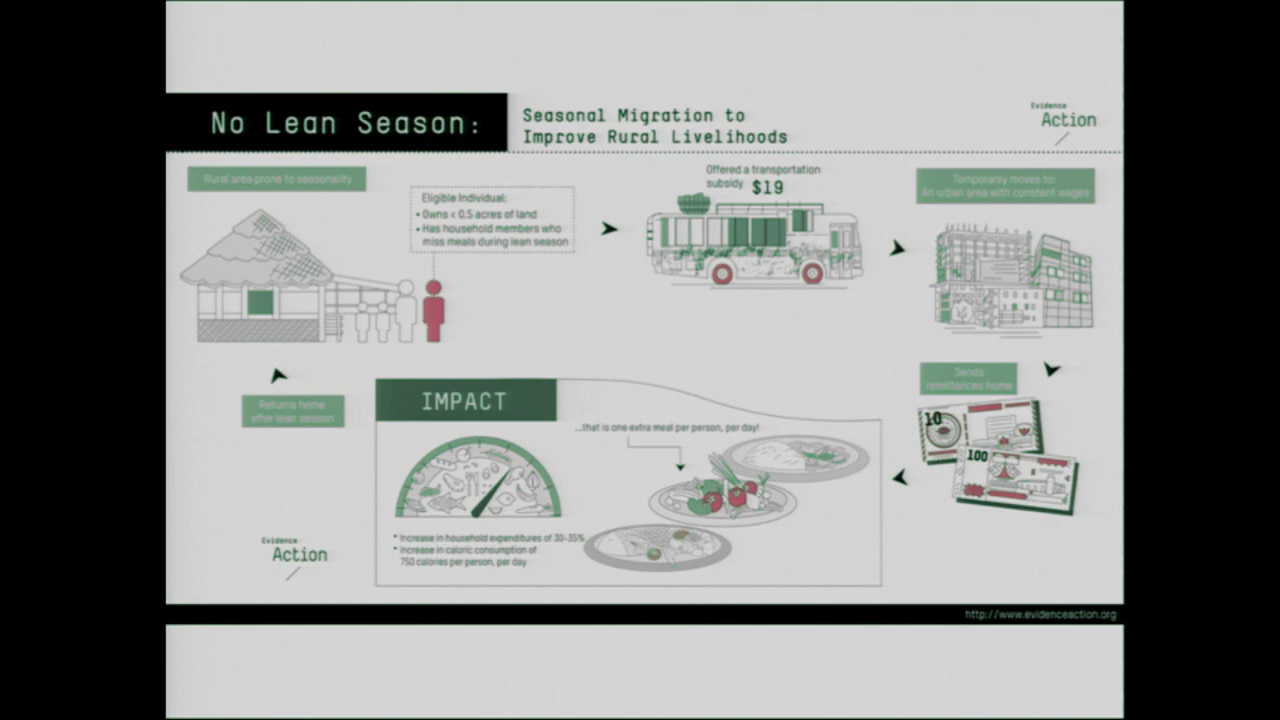 No Lean Season:
Seasonal Migration to
Improve Rural Livelihoods
Evidence
Action
Rural area prone to seasonality
Eligible Individual:
• Owns < 0.5 acres of land
• Has household members who
miss meals during lean season
Offered a transportation
subsidy $19
Temporarily moves to:
An urban area with constant wages
Sends
remittances home
10
100
Returns home
after lean season
IMPACT
...that is one extra meal per person, per day!
* Increase in household expenditures of 30-35%
* Increase in caloric consumption of
750 calories per person, per day
Evidence
Action
http://www.evidenceaction.org